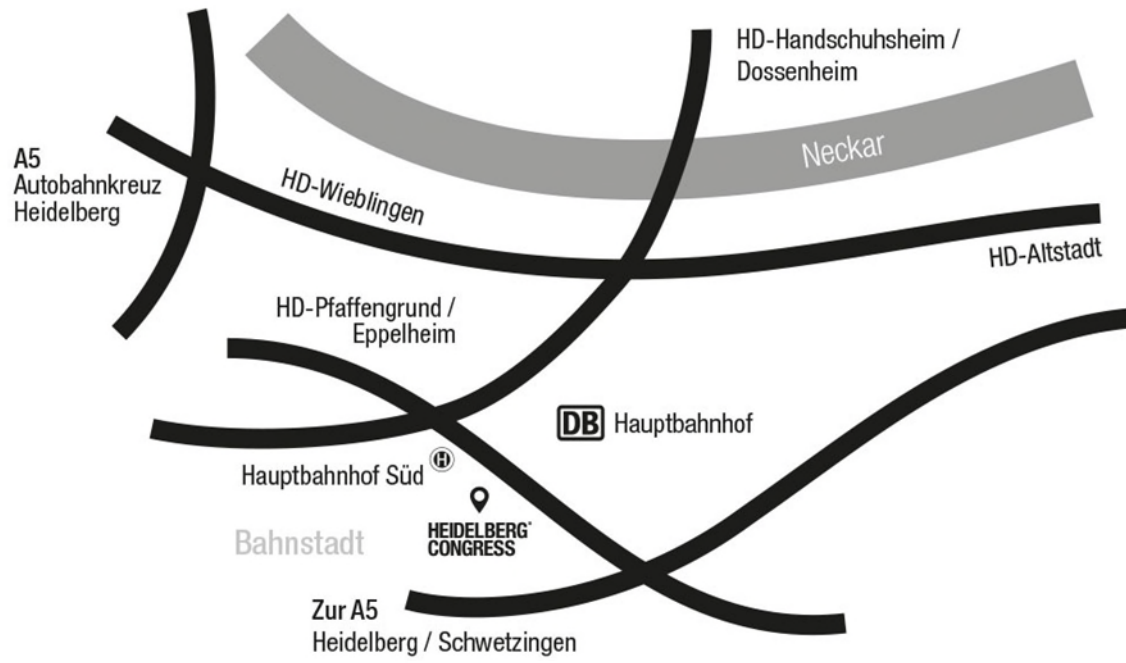 HD-Handschuhsheim /
Dossenheim
Neckar
A5
Autobahnkreuz
Heidelberg
HD-Wieblingen
HD-Altstadt
HD-Pfaffengrund /
Eppelheim
DB Hauptbahnhof
Hauptbahnhof Süd H
HEIDELBERG
CONGRESS
Bahnstadt
Zur A5
Heidelberg / Schwetzingen